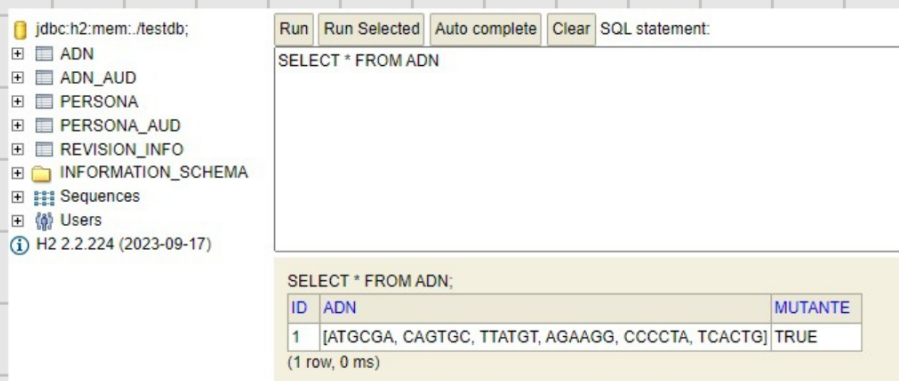 jdbc:h2:mem:./testdb;
ADN
ADN_AUD
PERSONA
PERSONA_AUD
REVISION_INFO
INFORMATION_SCHEMA
Sequences
Users
H2 2.2.224 (2023-09-17)
Run Run Selected Auto complete Clear SQL statement:
SELECT * FROM ADN
SELECT * FROM ADN;
ID ADN MUTANTE
1 [ATGCGA, CAGTGC, TTATGT, AGAAGG, CCCCTA, TCACTG] TRUE
(1 row, 0 ms)